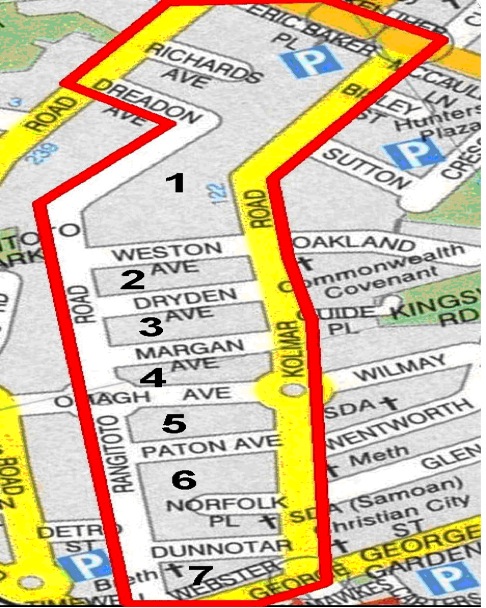 ERIC BAKER
PL
P
RICHARDS
AVE
DREADON
AVE
ROAD
239
3
BURLEY
ST
LN
Hunters
Plaza
P
SUTTON
CRES
1
122
ROAD
ROAD
WESTON
AVE
OAKLAND
2
Commonwealth
Covenant
DRYDEN
AVE
3
GUIDE
PL
KINGS
RD
MARGAN
AVE
4
KOLMAR
WILMAY
OMAGH AVE
5
SDA
WENTWORTH
RANGITOTO
PATON AVE
Meth
6
GLEN
NORFOLK
PL
SDA (Samoan)
Christian City
ST
ROAD
DETRO
ST
DUNNOTAR
GEORGE
GARDEN
P
7
WEBSTER
GEORGE
P